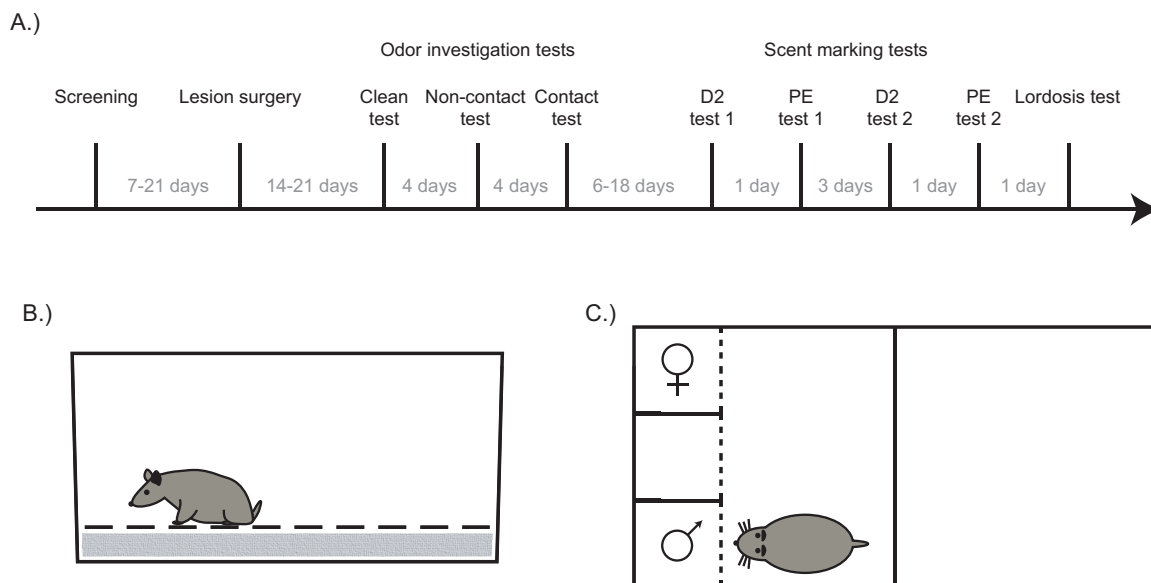 A.)
Odor investigation tests
Scent marking tests
Screening
Lesion surgery
Clean
test
Non-contact
test
Contact
test
D2
test 1
PE
test 1
D2
test 2
PE
test 2
Lordosis test
7-21 days
14-21 days
4 days
4 days
6-18 days
1 day
3 days
1 day
1 day
B.)
C.)